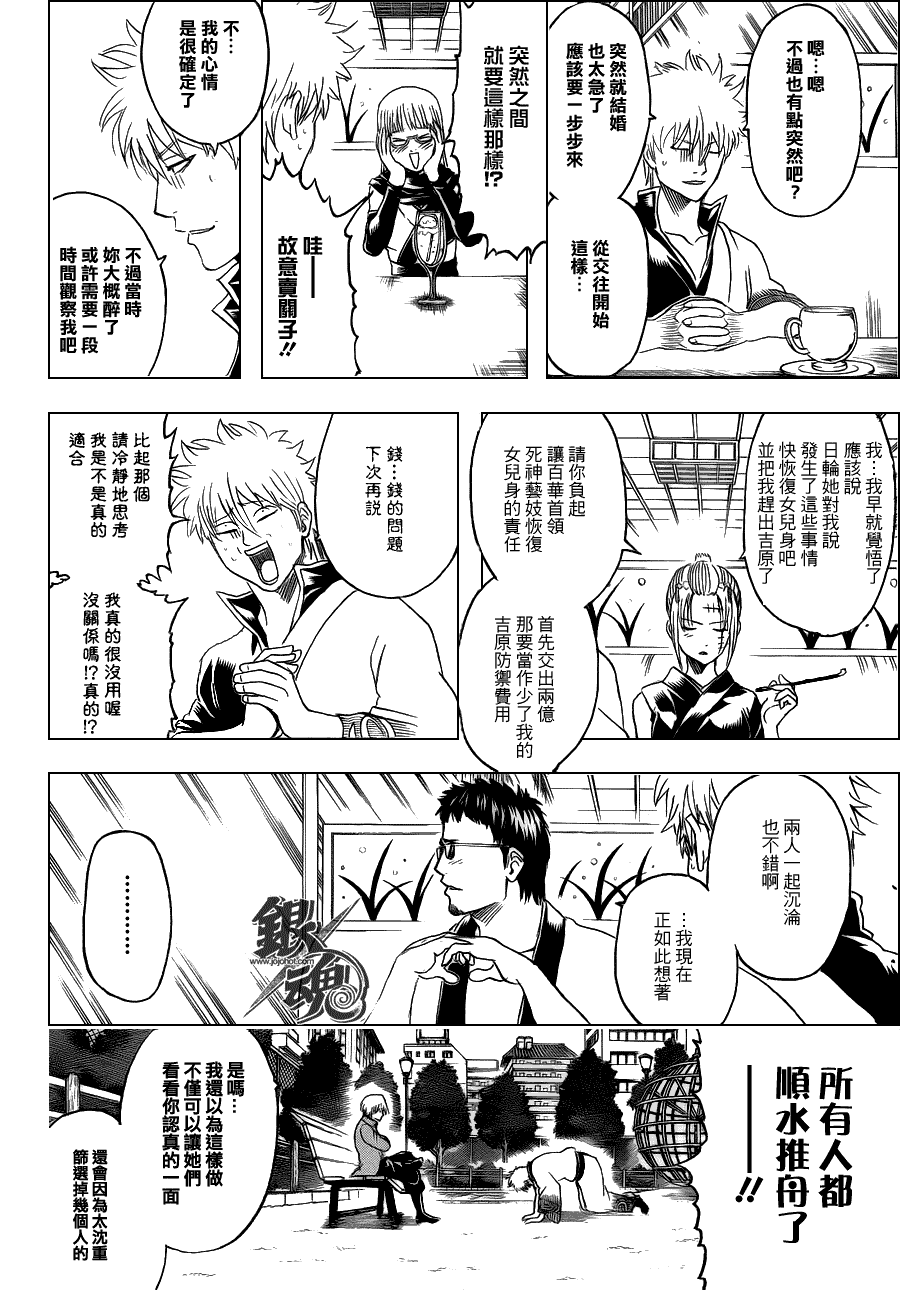 嗯…嗯
不過也有點突然吧？
突然就結婚
也太急了
應該要一步步來
從交往開始
這樣…
突然之間
就要這樣那樣!?
哇——
故意賣關子!!
不…
我的心情
是很確定了
不過當時
妳大概醉了
或許需要一段
時間觀察我吧
我…我早就覺悟了
應該說
日輪她對我說
發生了這些事情
快恢復女兒身吧
並把我趕出吉原了
請你負起
讓百華首領
死神藝妓恢復
女兒身的責任
首先交出兩億
那要當作少了我的
吉原防禦費用
錢…錢的問題
下次再說
比起那個
請冷靜地思考
我是不是真的
適合
我真的很沒用喔
沒關係嗎!?真的!?
兩人一起沉淪
也不錯啊
…我現在
正如此想著
………
銀魂
www.jojohot.com
所有人都
順水推舟了
——!!
是嗎…
我還以為這樣做
不僅可以讓她們
看看你認真的一面
還會因為太沈重
篩選掉幾個人的